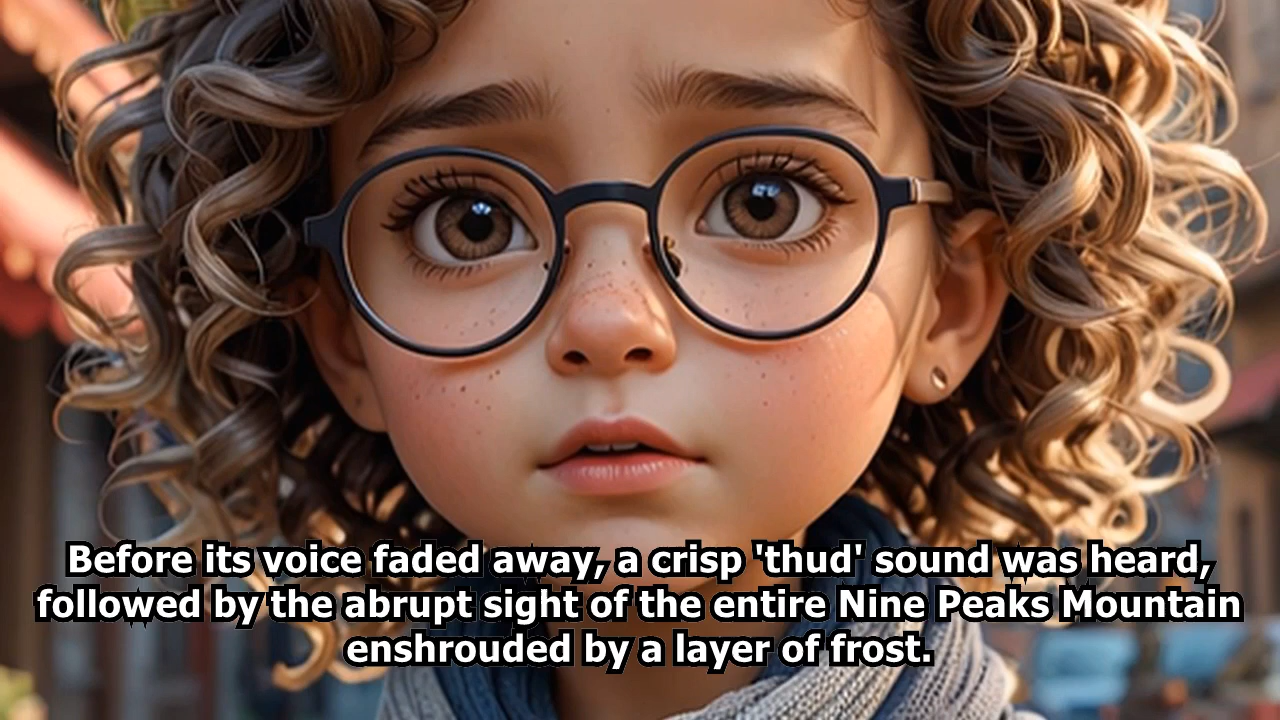 Before its voice faded away, a crisp 'thud' sound was heard,
followed by the abrupt sight of the entire Nine Peaks Mountain
enshrouded by a layer of frost.